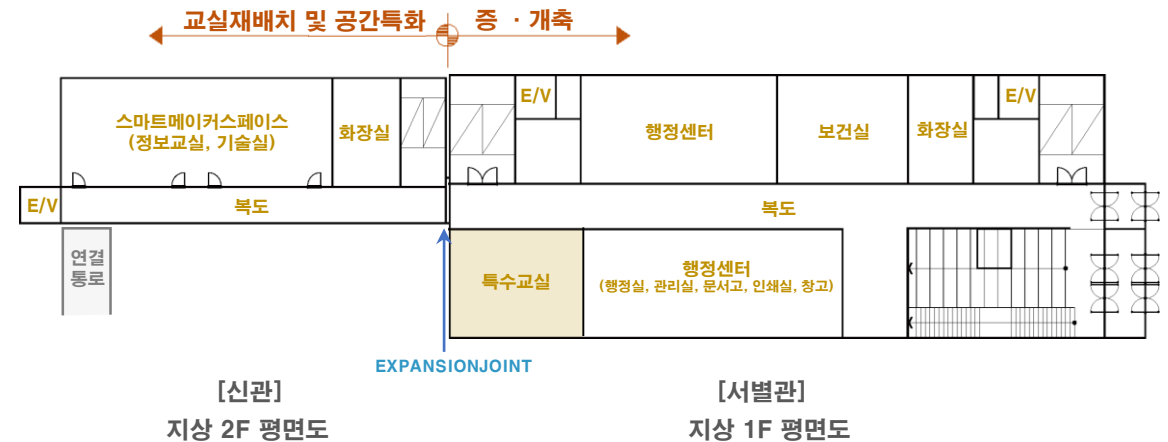 교실재배치 및 공간특화
증 · 개축
E/V
E/V
스마트메이커스페이스
(정보교실, 기술실)
화장실
행정센터
보건실
화장실
E/V
복도
복도
연결
통로
특수교실
행정센터
(행정실, 관리실, 문서고, 인쇄실, 창고)
EXPANSIONJOINT
[신관]
[서별관]
지상 2F 평면도
지상 1F 평면도